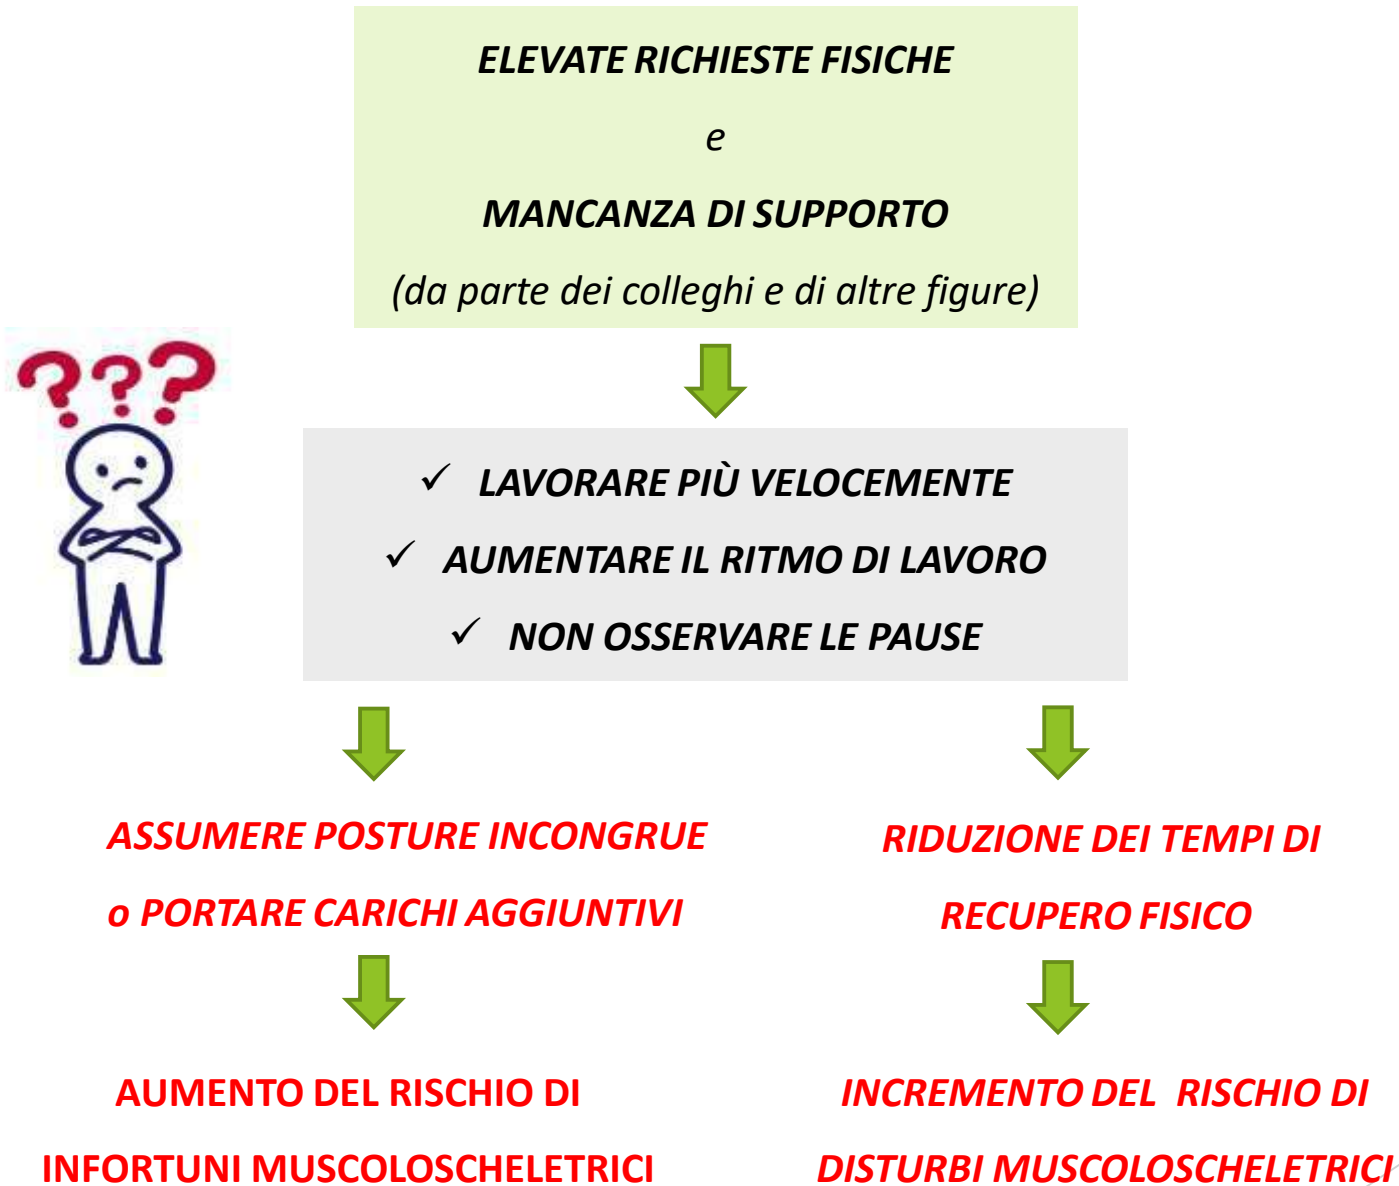 ELEVATE RICHIESTE FISICHE
e
MANCANZA DI SUPPORTO
(da parte dei colleghi e di altre figure)
???
✓ LAVORARE PIÙ VELOCEMENTE
✓ AUMENTARE IL RITMO DI LAVORO
✓ NON OSSERVARE LE PAUSE
ASSUMERE POSTURE INCONGRUE
o PORTARE CARICHI AGGIUNTIVI
RIDUZIONE DEI TEMPI DI
RECUPERO FISICO
AUMENTO DEL RISCHIO DI
INFORTUNI MUSCOLOSCHELETRICI
INCREMENTO DEL RISCHIO DI
DISTURBI MUSCOLOSCHELETRICI